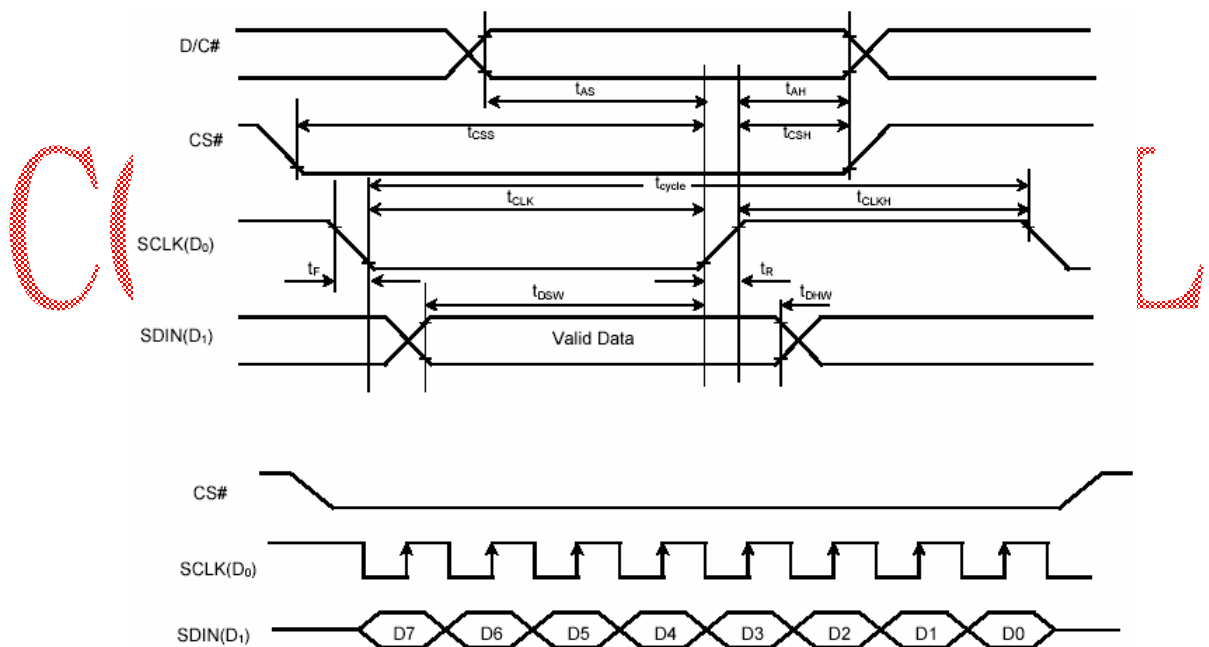 D/C#
tAS
tAH
CS#
tCSS
tCSH
tcycle
tCLK
tCLKH
SCLK(D0)
tF
tR
tDSW
tDHW
SDIN(D1)
Valid Data
CS#
SCLK(D0)
SDIN(D1)
D7
D6
D5
D4
D3
D2
D1
D0